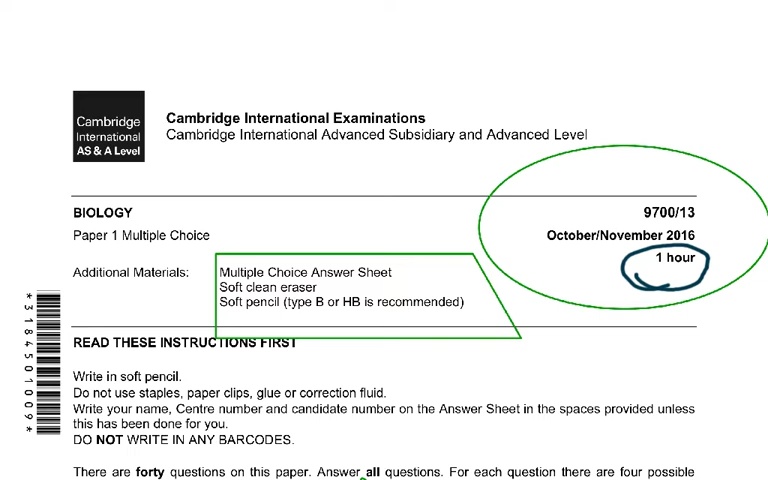 Cambridge
International
AS & A Level
Cambridge International Examinations
Cambridge International Advanced Subsidiary and Advanced Level
BIOLOGY 9700/13
Paper 1 Multiple Choice October/November 2016
1 hour
Additional Materials: Multiple Choice Answer Sheet
Soft clean eraser
Soft pencil (type B or HB is recommended)
*3184501009*
READ THESE INSTRUCTIONS FIRST
Write in soft pencil.
Do not use staples, paper clips, glue or correction fluid.
Write your name, Centre number and candidate number on the Answer Sheet in the spaces provided unless
this has been done for you.
DO NOT WRITE IN ANY BARCODES.
There are forty questions on this paper. Answer all questions. For each question there are four possible